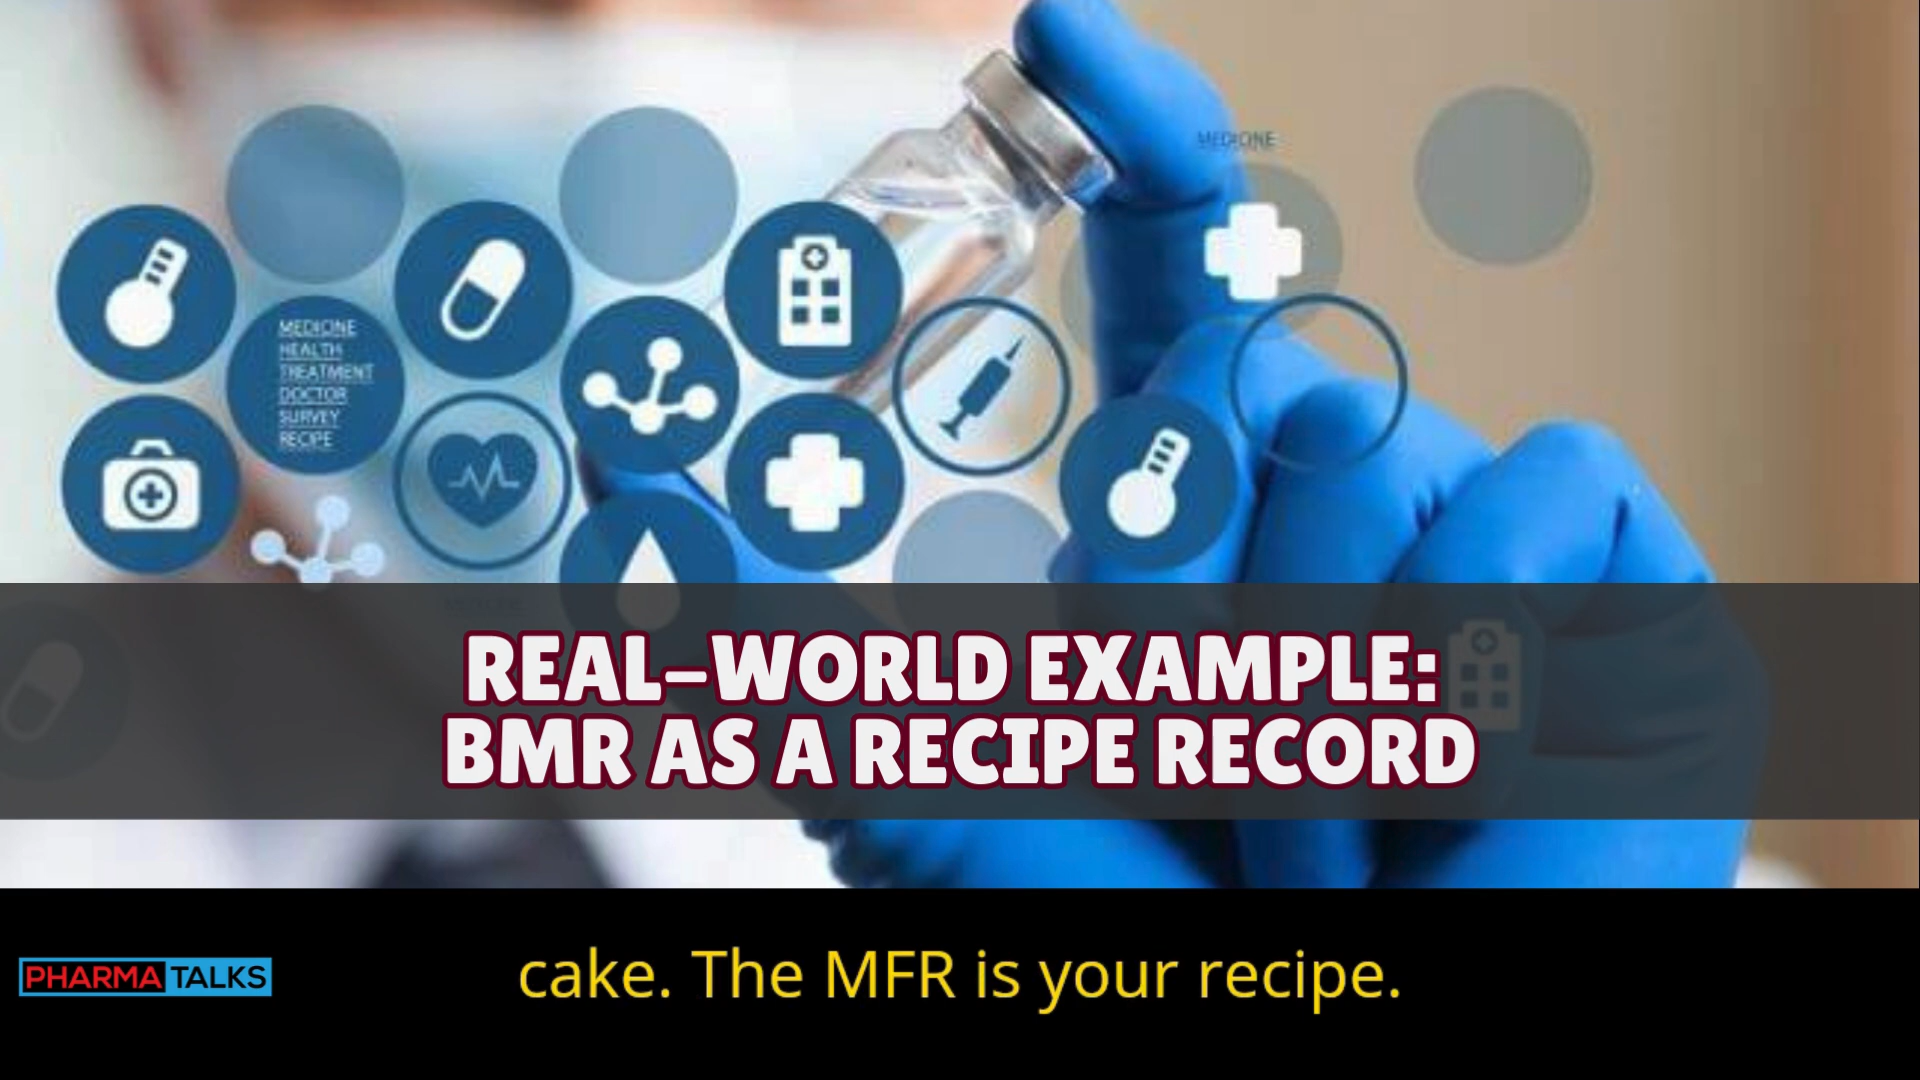 MEDICINE
MEDICINE
HEALTH
TREATMENT
DOCTOR
SURVEY
RECIPE
REAL-WORLD EXAMPLE:
BMR AS A RECIPE RECORD
PHARMA TALKS
cake. The MFR is your recipe.